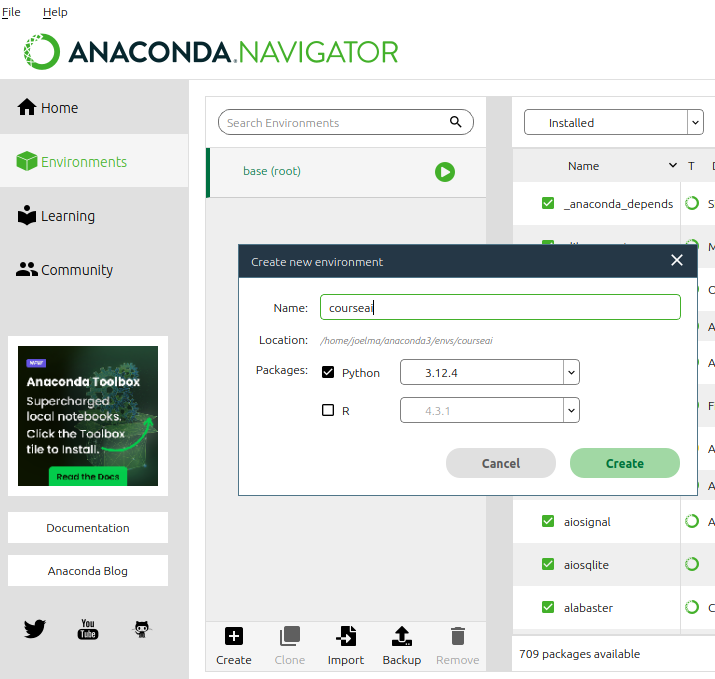 File Help
ANACONDA.NAVIGATOR
Home
Environments
Learning
Community
NEW
Anaconda Toolbox
Supercharged
local notebooks.
Click the Toolbox
tile to install.
Read the Docs
Documentation
Anaconda Blog
You
Tube
Search Environments
base (root)
Create
Clone
Import
Backup
Remove
Installed
Name T
_anaconda_depends
aiosignal
aiosqlite
alabaster
709 packages available
Create new environment
Name: courseai
Location: /home/joelma/anaconda3/envs/courseai
Packages: Python 3.12.4
R 4.3.1
Cancel Create